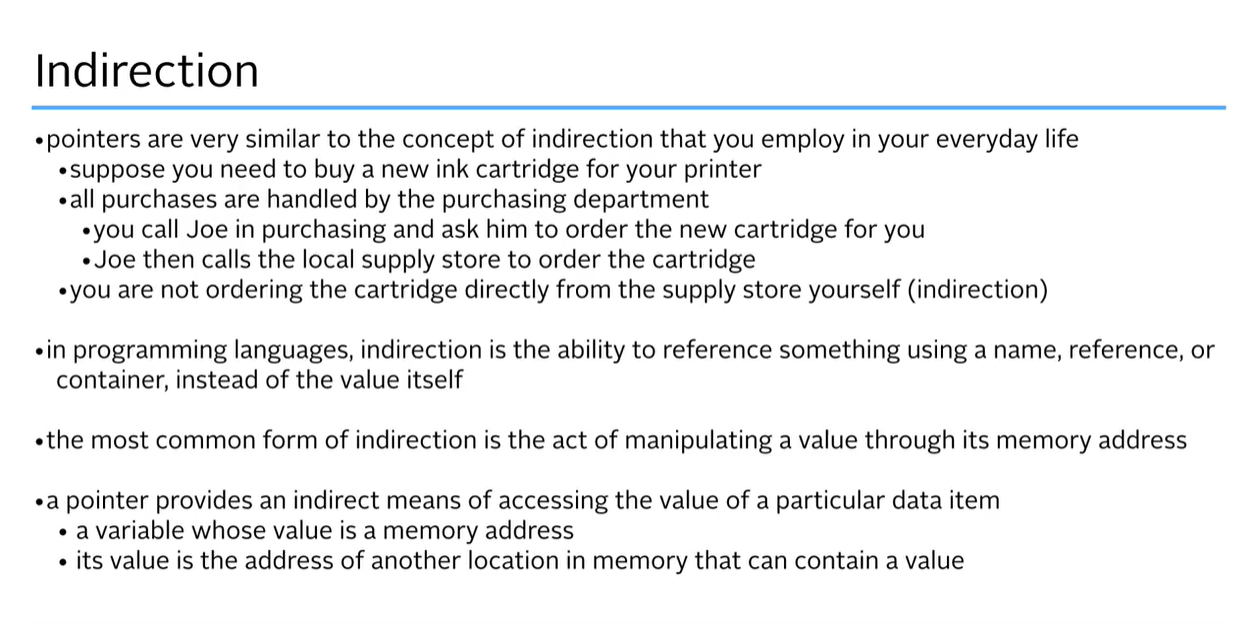 Indirection
•pointers are very similar to the concept of indirection that you employ in your everyday life
•suppose you need to buy a new ink cartridge for your printer
•all purchases are handled by the purchasing department
•you call Joe in purchasing and ask him to order the new cartridge for you
•Joe then calls the local supply store to order the cartridge
•you are not ordering the cartridge directly from the supply store yourself (indirection)
•in programming languages, indirection is the ability to reference something using a name, reference, or
container, instead of the value itself
•the most common form of indirection is the act of manipulating a value through its memory address
•a pointer provides an indirect means of accessing the value of a particular data item
• a variable whose value is a memory address
• its value is the address of another location in memory that can contain a value